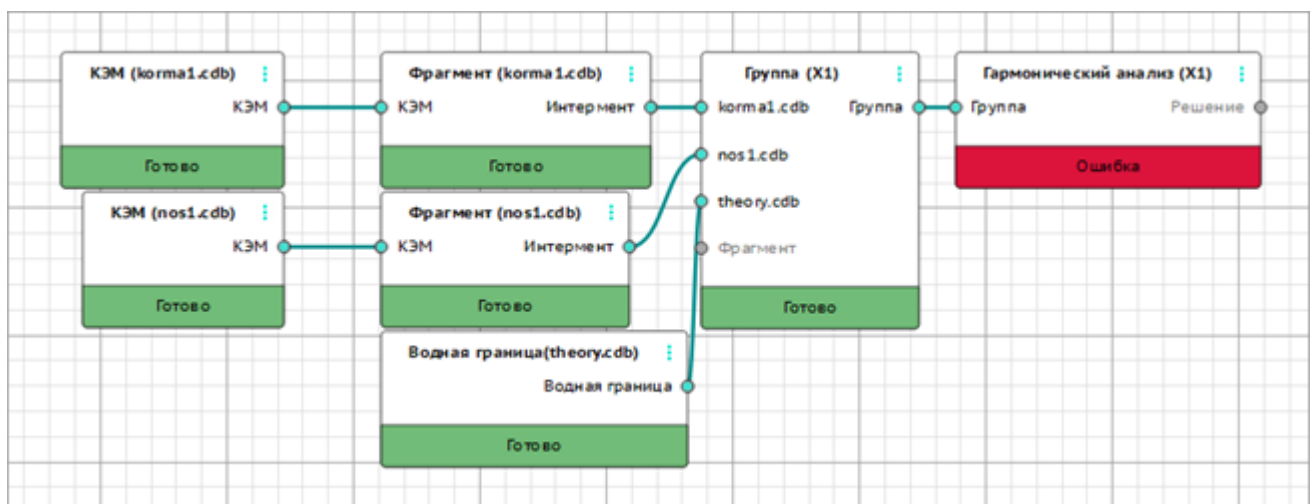 КЭМ (korma1.cdb)
КЭМ
Готово
КЭМ (nos1.cdb)
КЭМ
Готово
Фрагмент (korma1.cdb)
КЭМ Интермент
Готово
Фрагмент (nos1.cdb)
КЭМ Интермент
Готово
Водная граница(theory.cdb)
Водная граница
Готово
Группа (X1)
korma1.cdb Группа
nos1.cdb
theory.cdb
Фрагмент
Готово
Гармонический анализ (X1)
Группа Решение
Ошибка